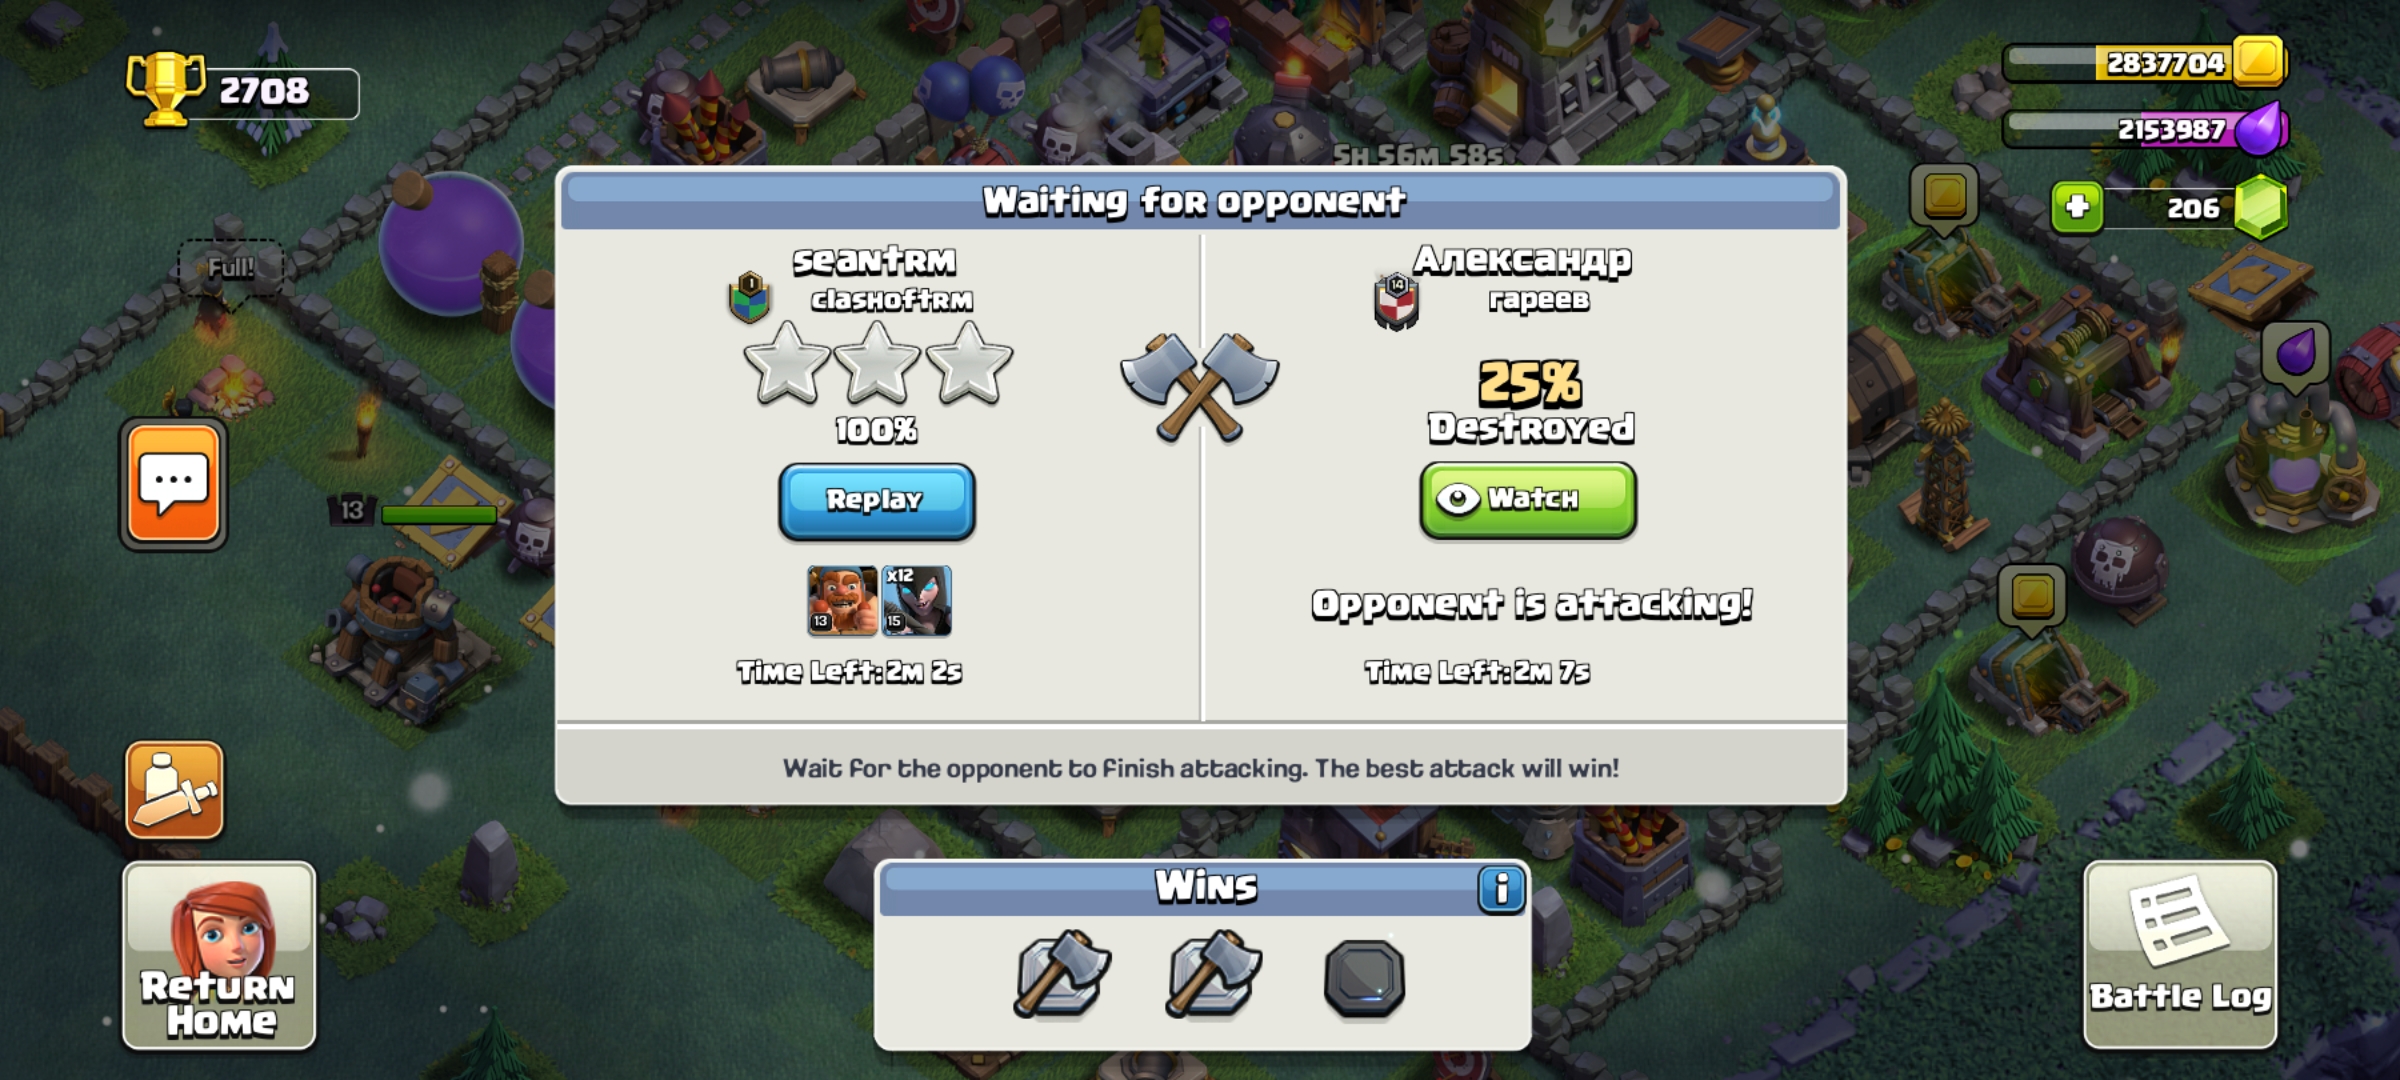 2708
2837704
2153987
206
5H 56M 58s
Full!
13
Waiting for opponent
seantrm
1
clashoftrm
100%
Replay
x12
13
15
Time Left:2m 2s
Александр
14
гареев
25%
Destroyed
Watch
Opponent is attacking!
Time Left:2m 7s
Wait for the opponent to finish attacking. The best attack will win!
Wins
i
Return
Home
Battle Log